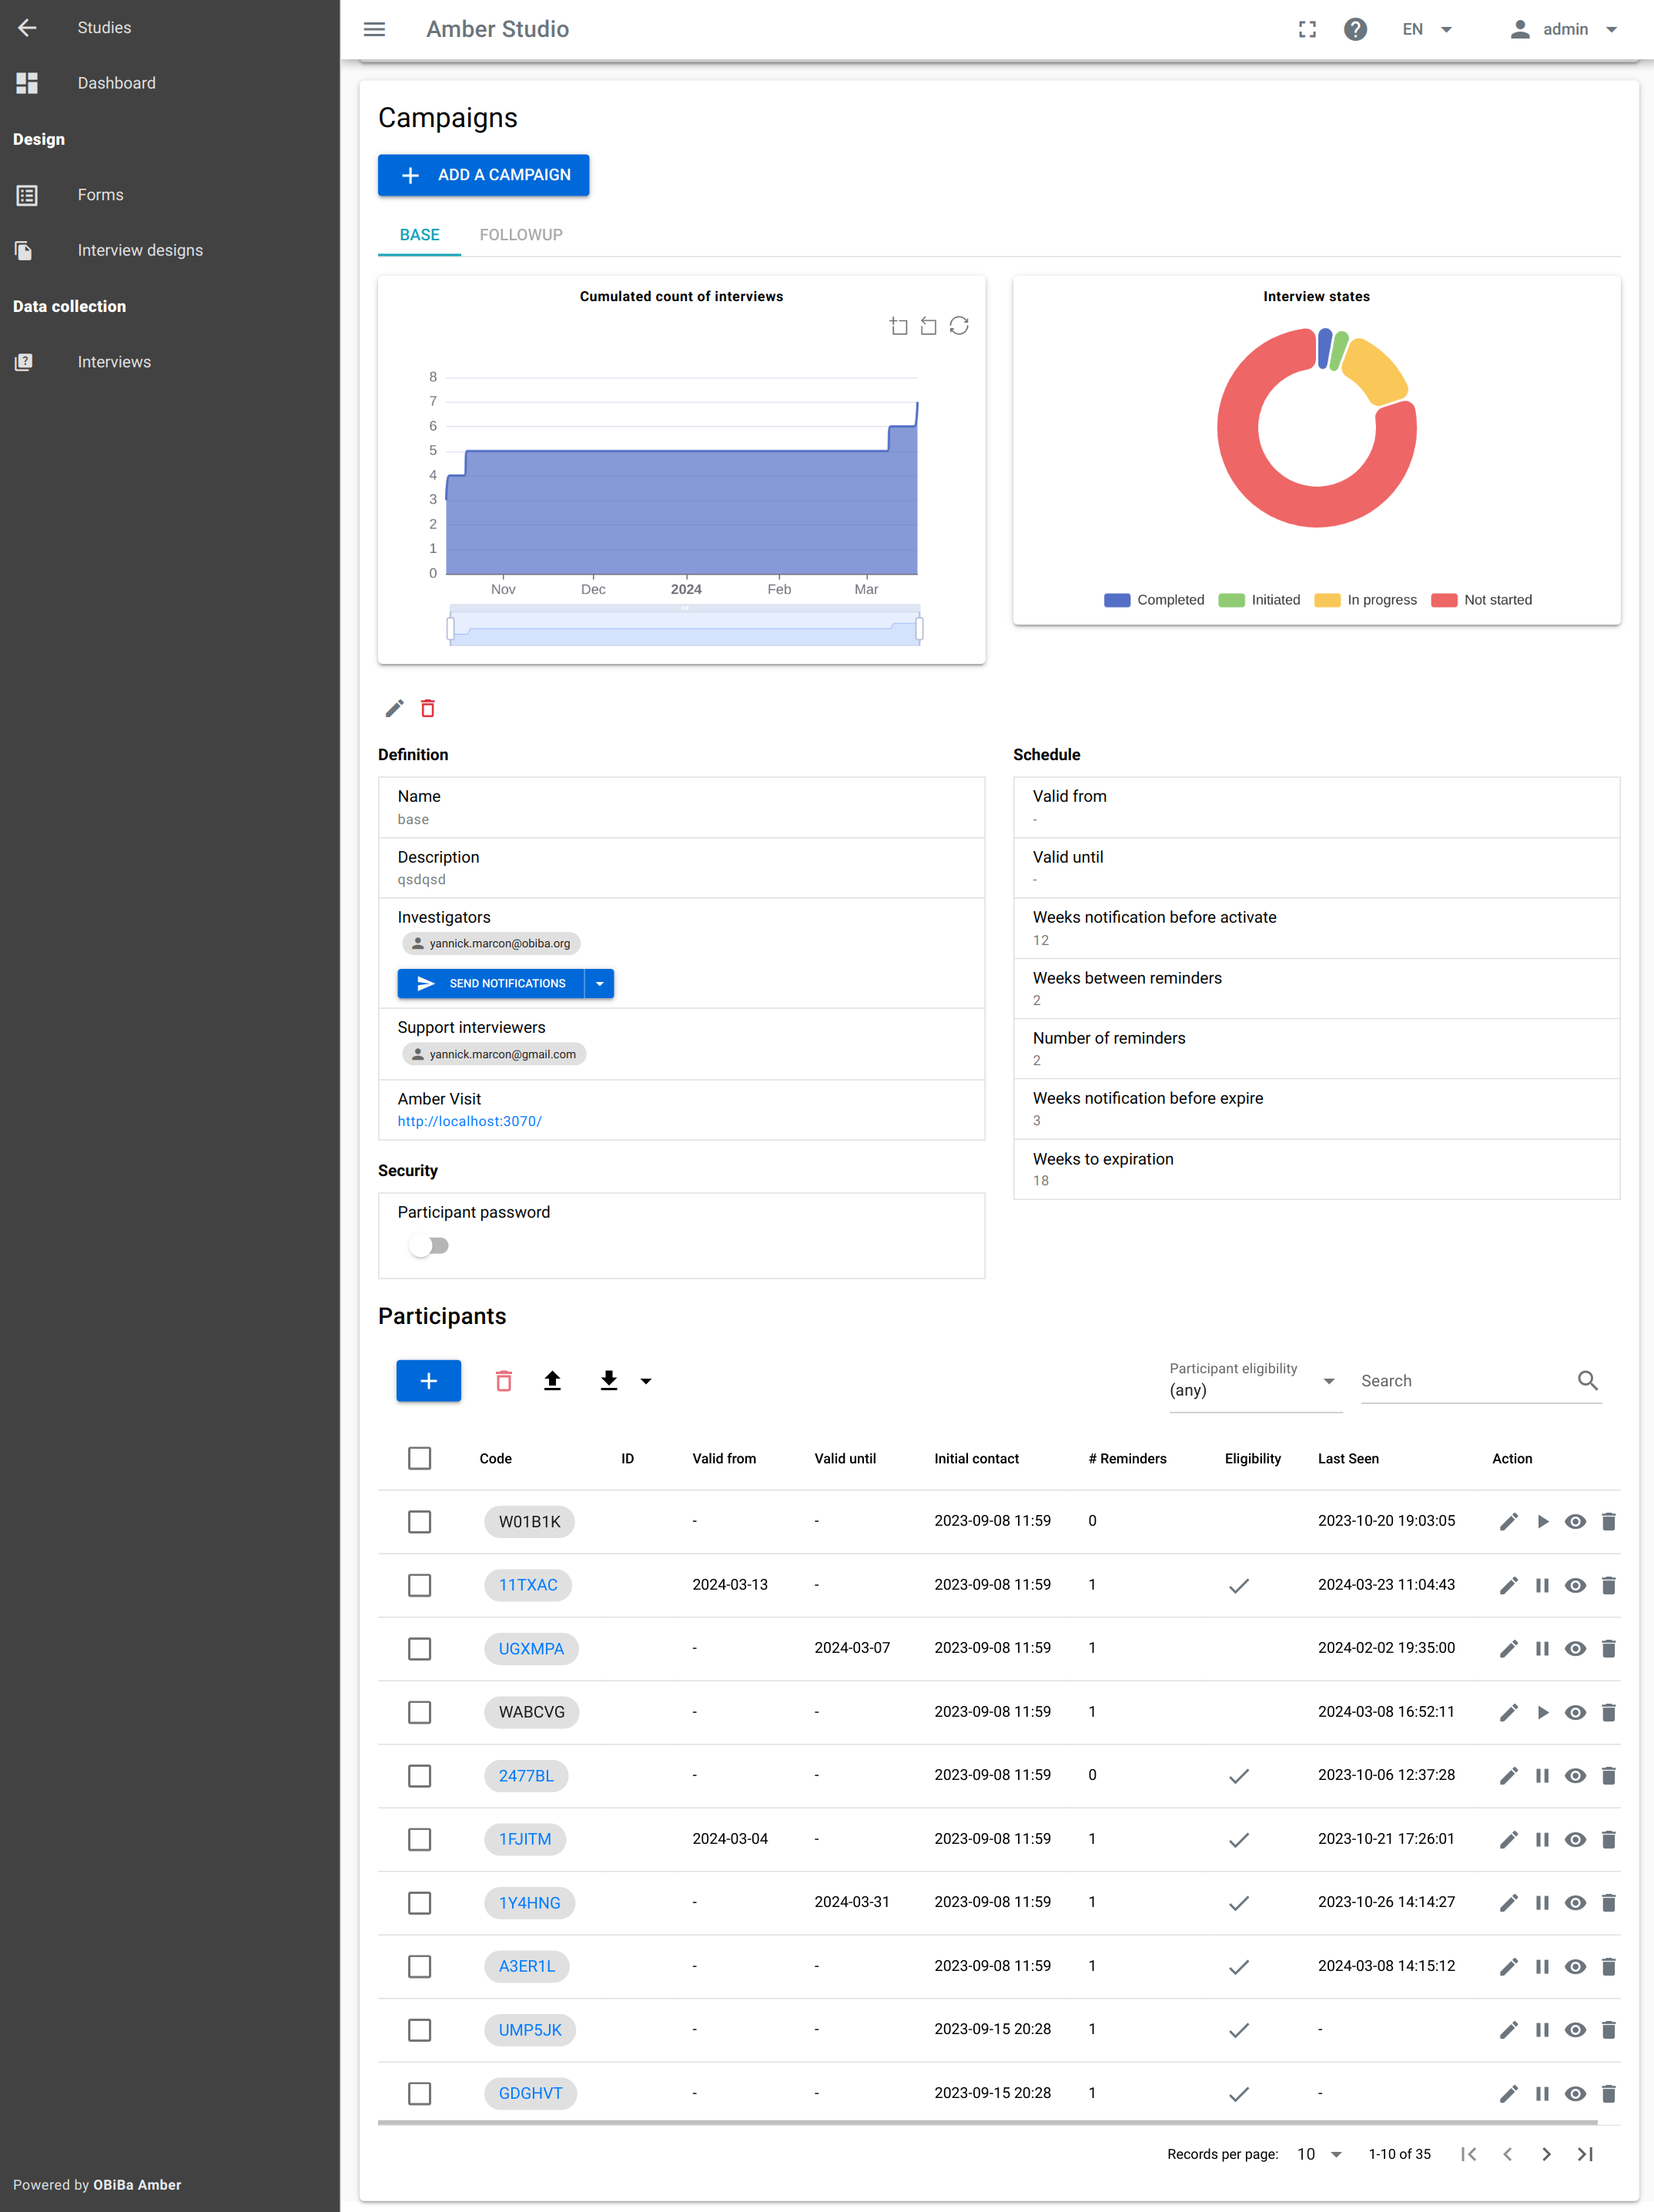 Studies
Dashboard
Design
Forms
Interview designs
Data collection
Interviews
Powered by OBiBa Amber
Amber Studio
EN
admin
Campaigns
ADD A CAMPAIGN
BASE FOLLOWUP
Cumulated count of interviews
8
7
6
5
4
3
2
1
0
Nov Dec 2024 Feb Mar
Interview states
Completed Initiated In progress Not started
Definition
Name
base
Description
qsdqsd
Investigators
yannick.marcon@obiba.org
SEND NOTIFICATIONS
Support interviewers
yannick.marcon@gmail.com
Amber Visit
http://localhost:3070/
Security
Participant password
Schedule
Valid from
-
Valid until
-
Weeks notification before activate
12
Weeks between reminders
2
Number of reminders
2
Weeks notification before expire
3
Weeks to expiration
18
Participants
Participant eligibility
(any)
Search
Code ID Valid from Valid until Initial contact # Reminders Eligibility Last Seen Action
W01B1K - - 2023-09-08 11:59 0 2023-10-20 19:03:05
11TXAC 2024-03-13 - 2023-09-08 11:59 1 2024-03-23 11:04:43
UGXMPA - 2024-03-07 2023-09-08 11:59 1 2024-02-02 19:35:00
WABCVG - - 2023-09-08 11:59 1 2024-03-08 16:52:11
2477BL - - 2023-09-08 11:59 0 2023-10-06 12:37:28
1FJITM 2024-03-04 - 2023-09-08 11:59 1 2023-10-21 17:26:01
1Y4HNG - 2024-03-31 2023-09-08 11:59 1 2023-10-26 14:14:27
A3ER1L - - 2023-09-08 11:59 1 2024-03-08 14:15:12
UMP5JK - - 2023-09-15 20:28 1 -
GDGHVT - - 2023-09-15 20:28 1 -
Records per page: 10 1-10 of 35